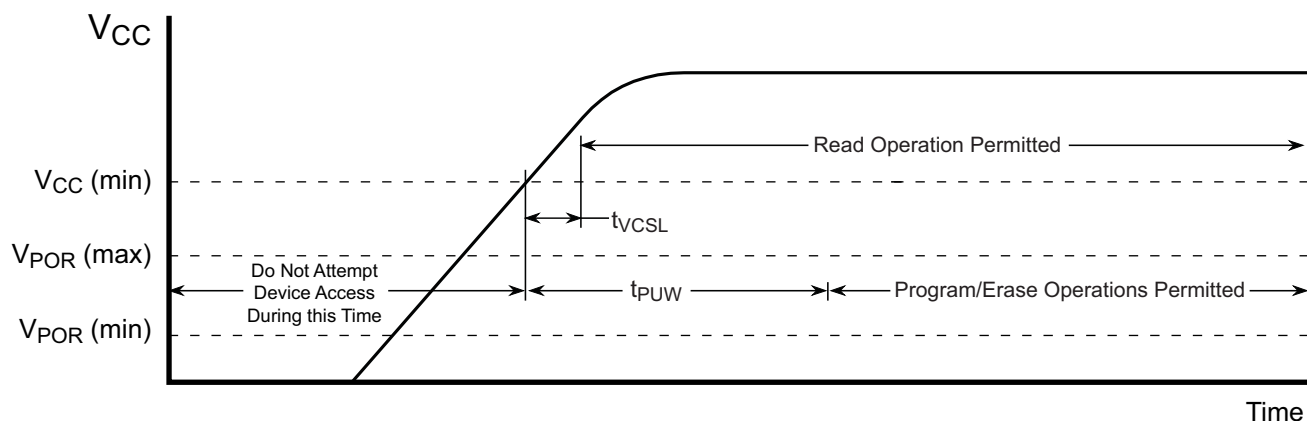 VCC
Read Operation Permitted
VCC (min)
tVCSL
VPOR (max)
Do Not Attempt
Device Access
During this Time
tPUW
Program/Erase Operations Permitted
VPOR (min)
Time